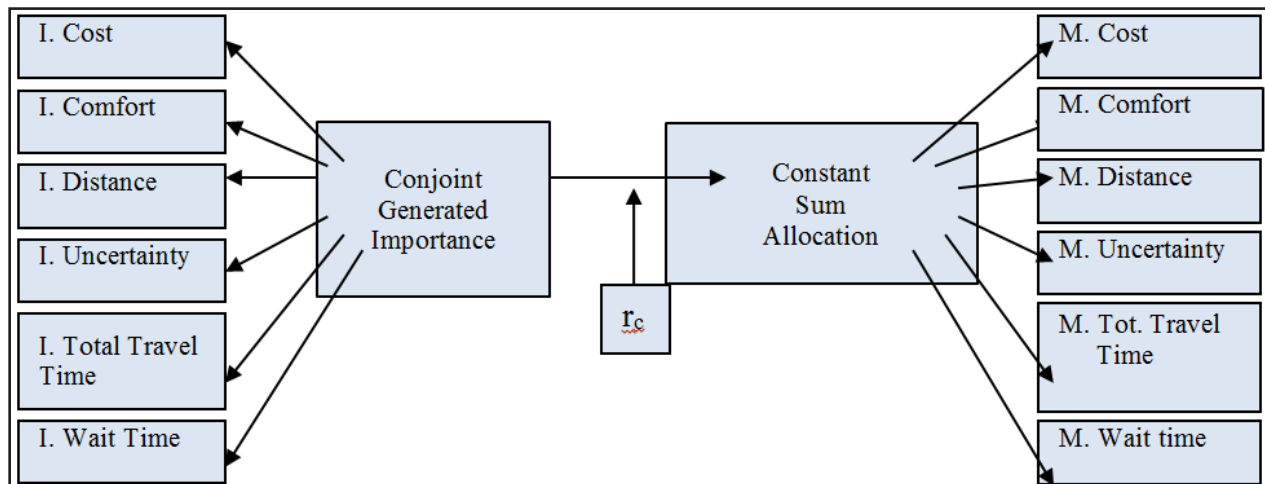 I. Cost
I. Comfort
I. Distance
I. Uncertainty
I. Total Travel
Time
I. Wait Time
Conjoint
Generated
Importance
rc
Constant
Sum
Allocation
M. Cost
M. Comfort
M. Distance
M. Uncertainty
M. Tot. Travel
Time
M. Wait time